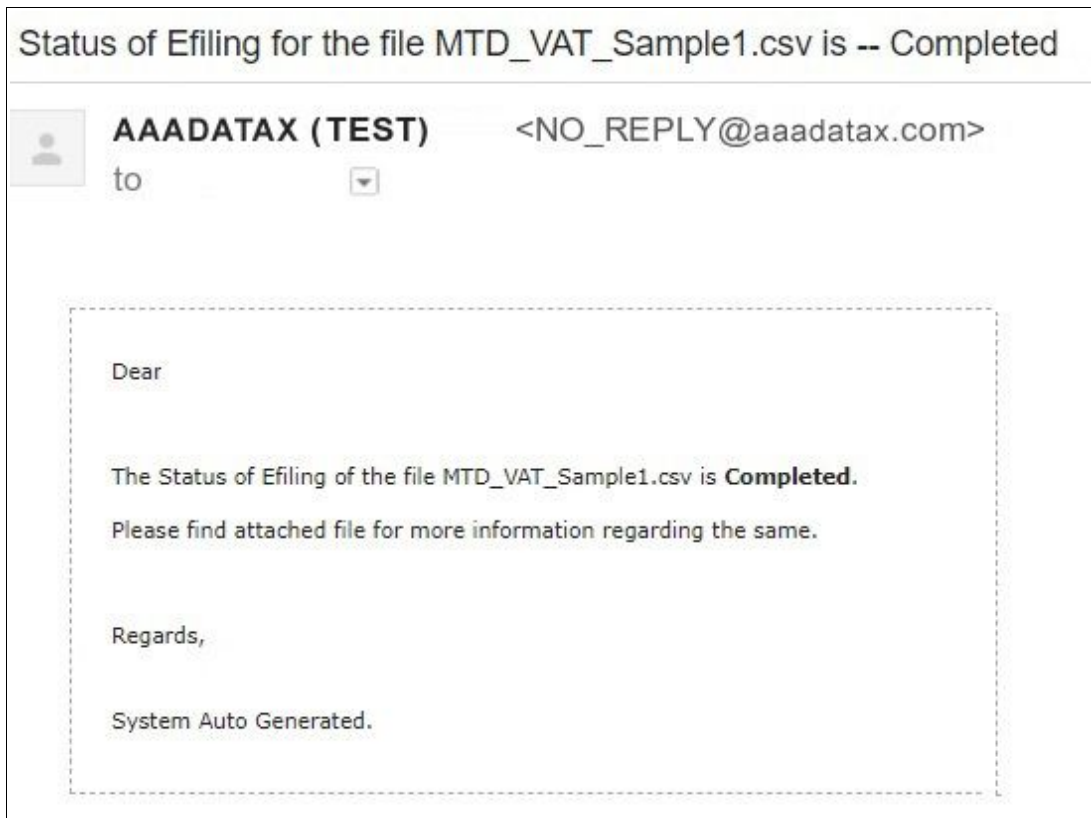 Status of Efiling for the file MTD_VAT_Sample1.csv is -- Completed
AAADATAX (TEST) <NO_REPLY@aaadatax.com>
to
Dear
The Status of Efiling of the file MTD_VAT_Sample1.csv is Completed.
Please find attached file for more information regarding the same.
Regards,
System Auto Generated.